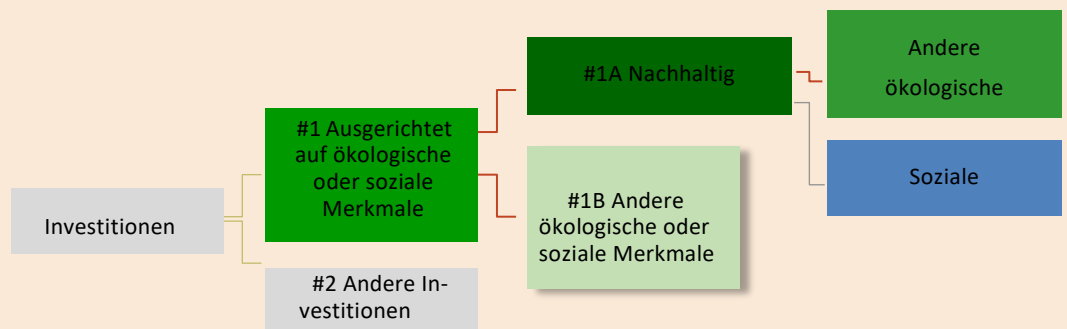 Investitionen
#1 Ausgerichtet
auf ökologische
oder soziale
Merkmale
#2 Andere In-
vestitionen
#1A Nachhaltig
#1B Andere
ökologische oder
soziale Merkmale
Andere
ökologische
Soziale